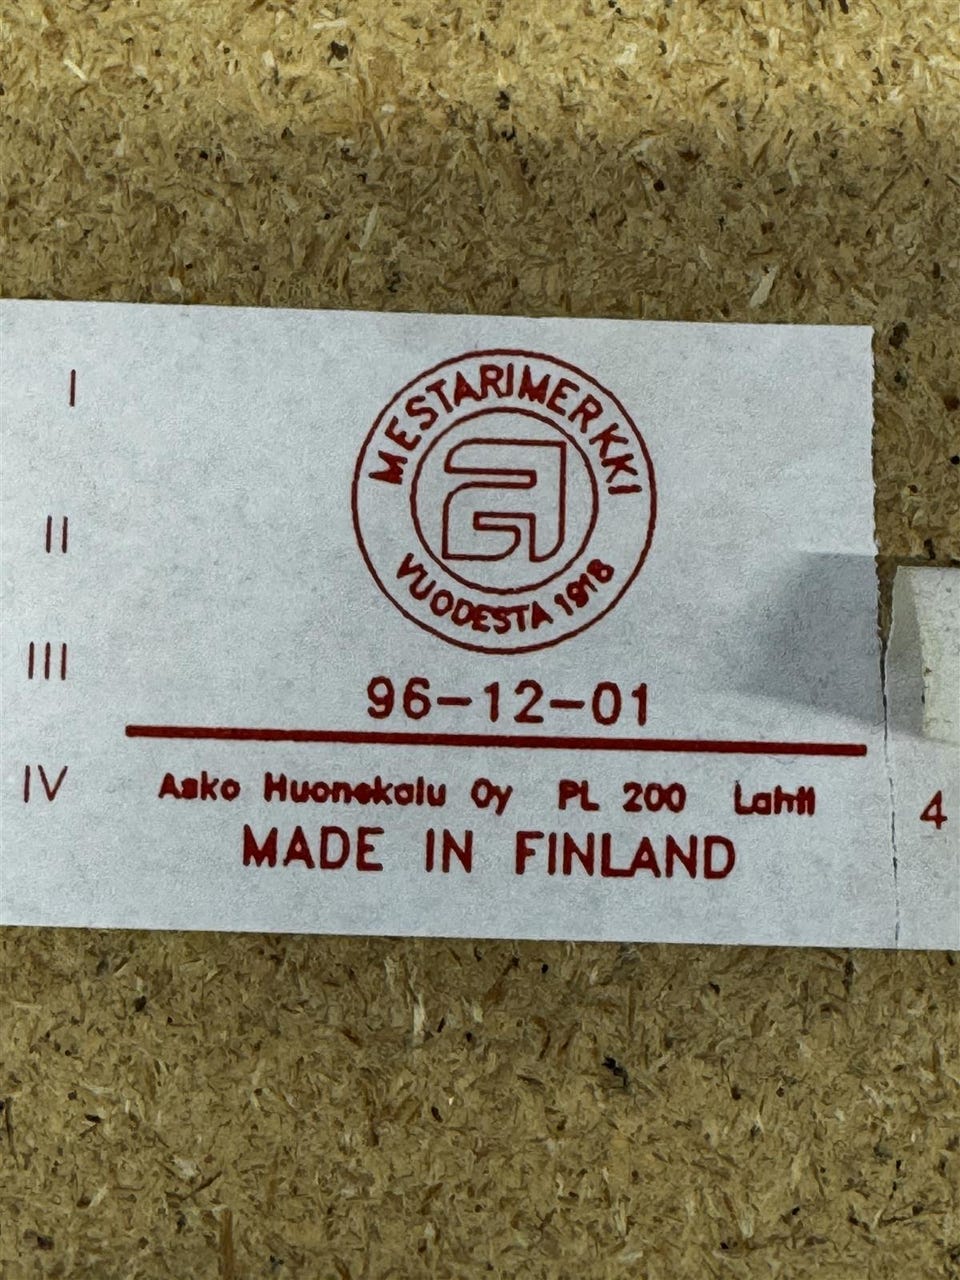 I
II
III
IV
MESTARIMERKKI
a
VUODESTA 1918
96-12-01
Asko Huonekalu Oy PL 200 Lahti
MADE IN FINLAND
4